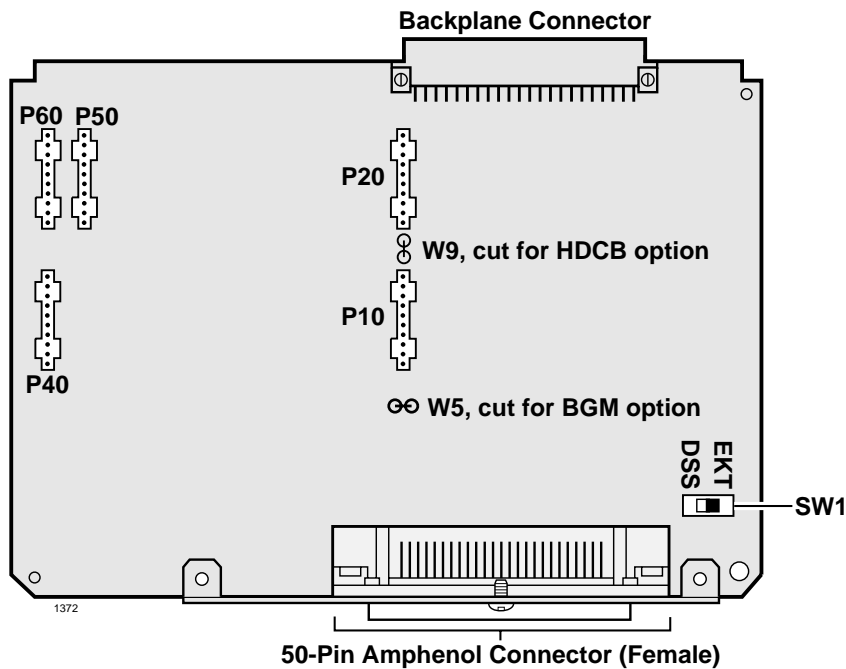 Backplane Connector
P60
P50
P20
W9, cut for HDCB option
P10
P40
W5, cut for BGM option
DSS
EKT
SW1
1372
50-Pin Amphenol Connector (Female)